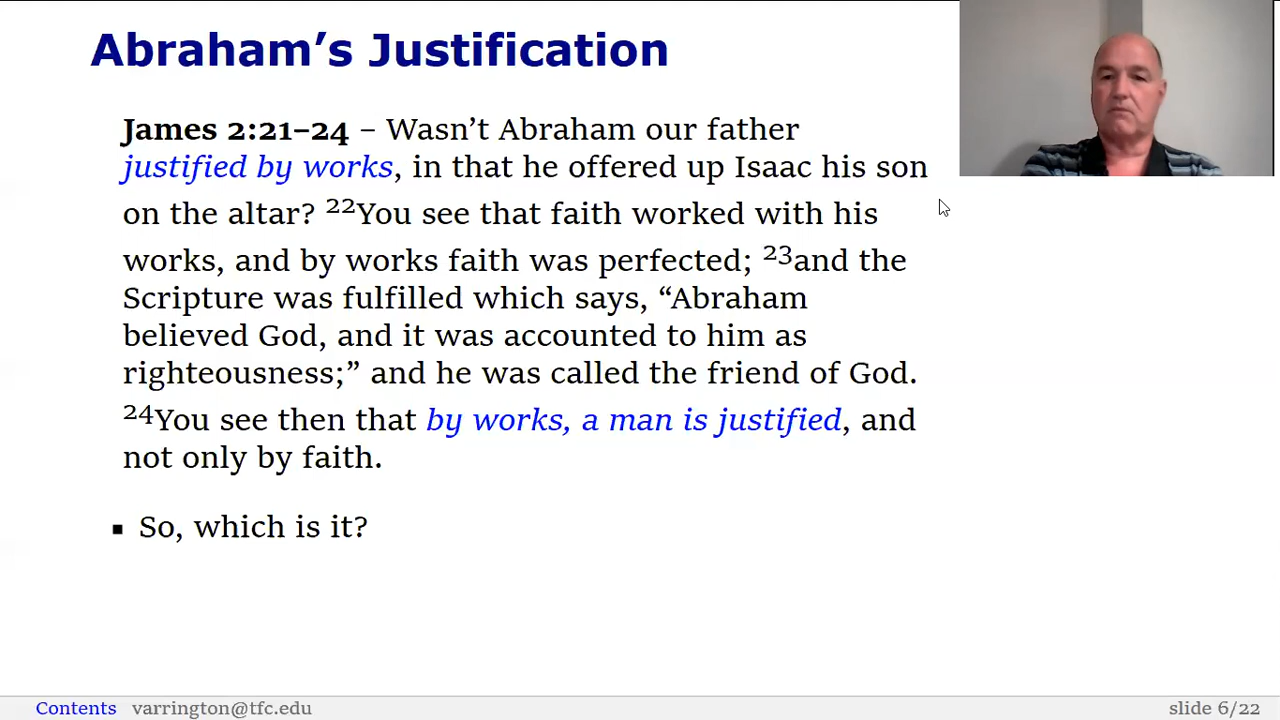 Abraham’s Justification
James 2:21–24 – Wasn’t Abraham our father
justified by works, in that he offered up Isaac his son
on the altar? 22You see that faith worked with his
works, and by works faith was perfected; 23and the
Scripture was fulfilled which says, “Abraham
believed God, and it was accounted to him as
righteousness;” and he was called the friend of God.
24You see then that by works, a man is justified, and
not only by faith.
▪ So, which is it?
Contents varrington@tfc.edu slide 6/22